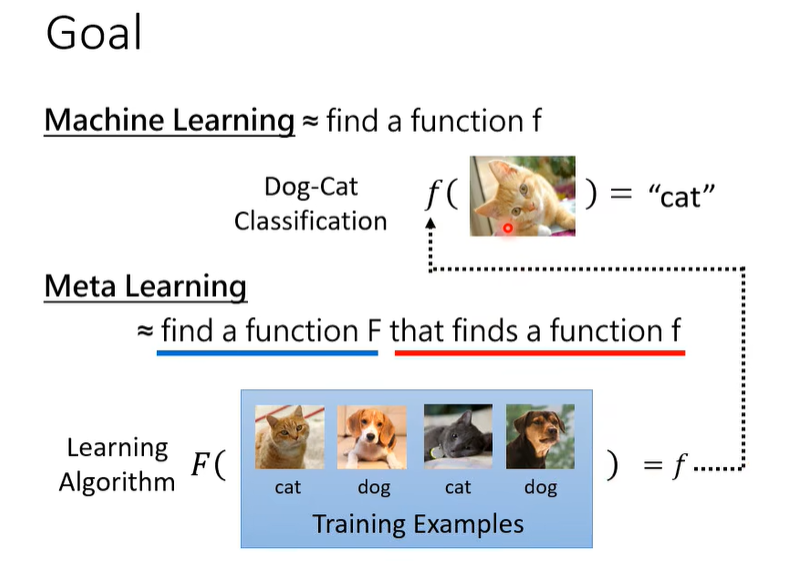 Goal
Machine Learning ≈ find a function f
Dog-Cat
Classification
f( ) = “cat”
Meta Learning
≈ find a function F that finds a function f
Learning
Algorithm
F( ) = f
cat dog cat dog
Training Examples